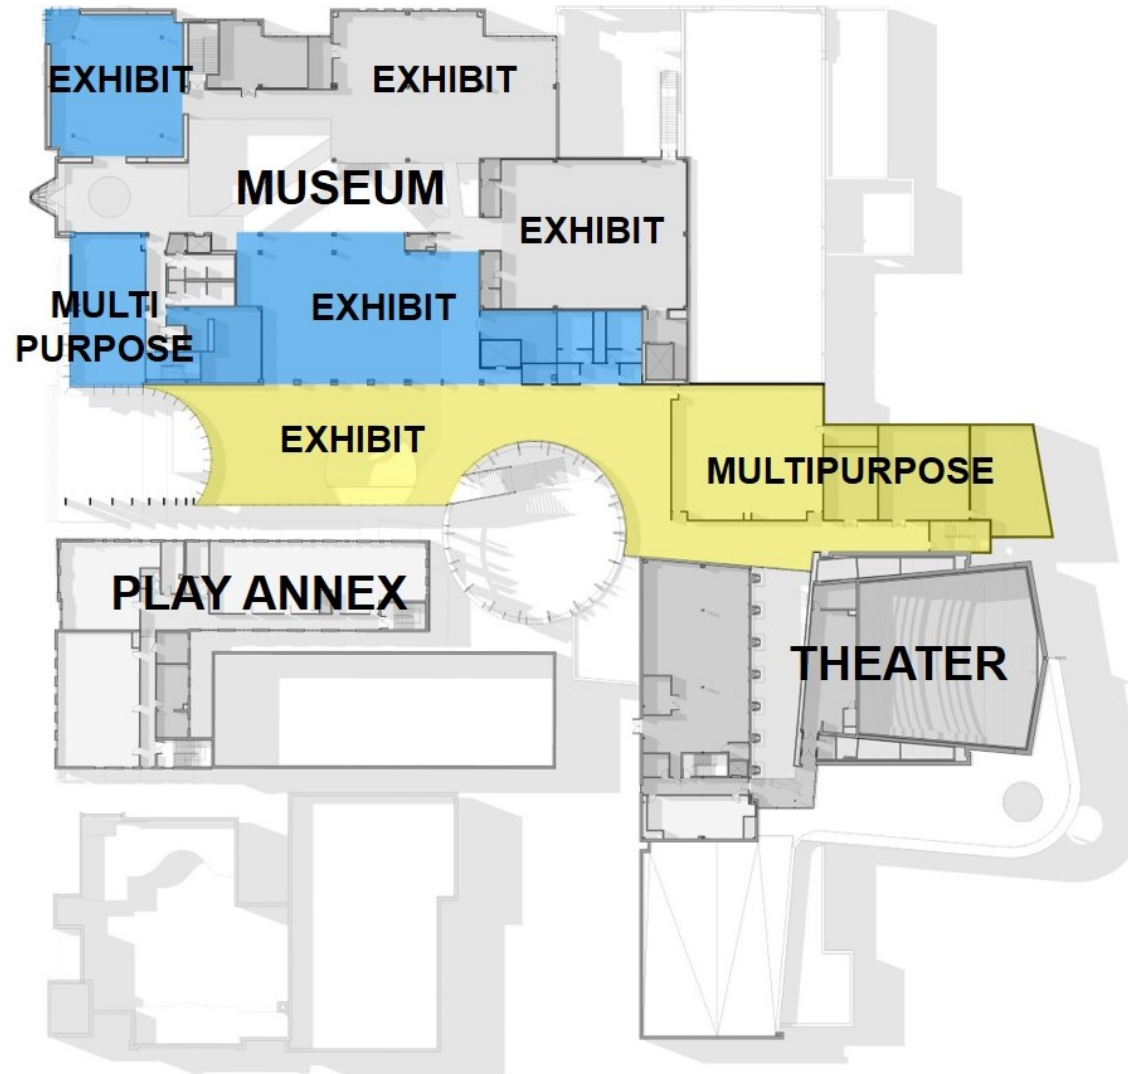 EXHIBIT
EXHIBIT
MUSEUM
EXHIBIT
MULTI
PURPOSE
EXHIBIT
EXHIBIT
MULTIPURPOSE
PLAY ANNEX
THEATER